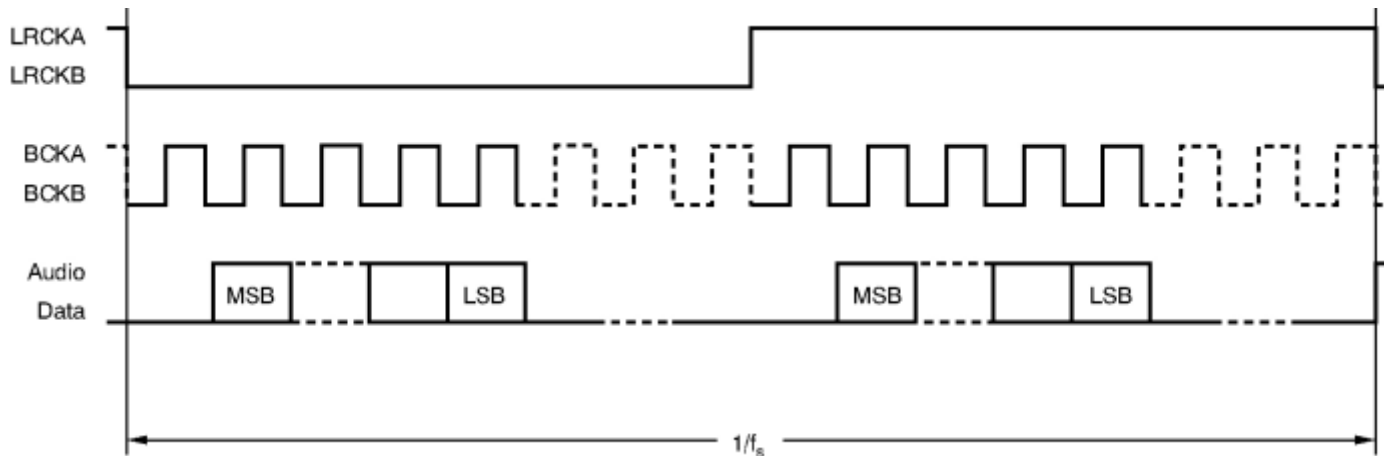 LRCKA
LRCKB
BCKA
BCKB
Audio
Data
MSB LSB MSB LSB
1/fs